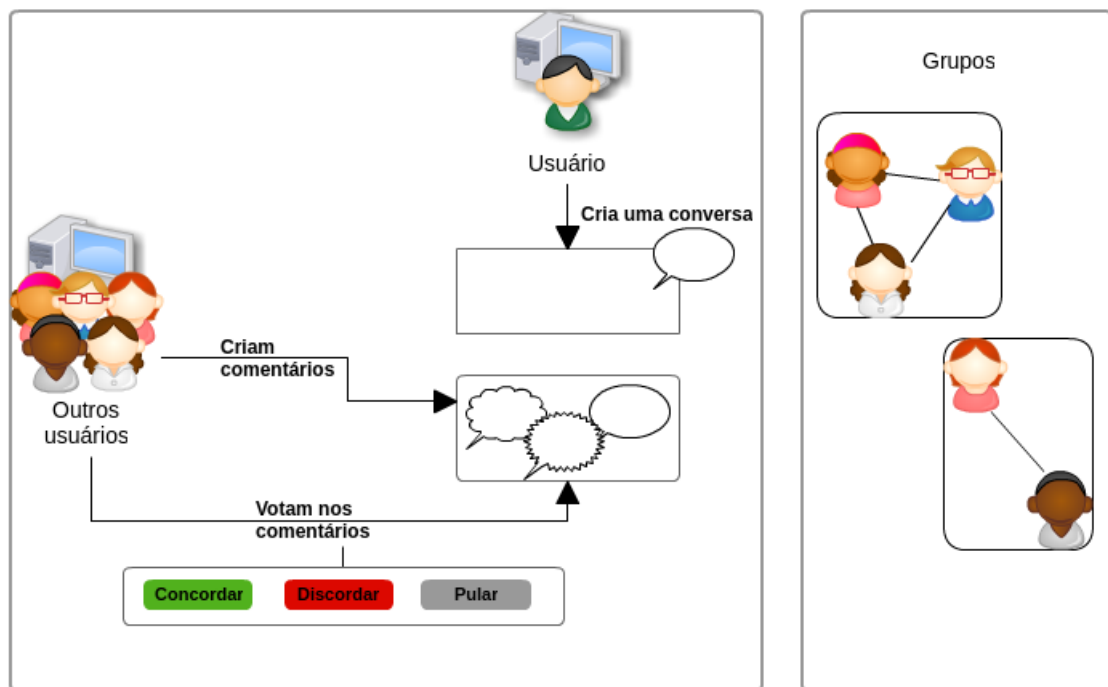 Usuário
Cria uma conversa
Criam
comentários
Outros
usuários
Votam nos
comentários
Concordar
Discordar
Pular
Grupos